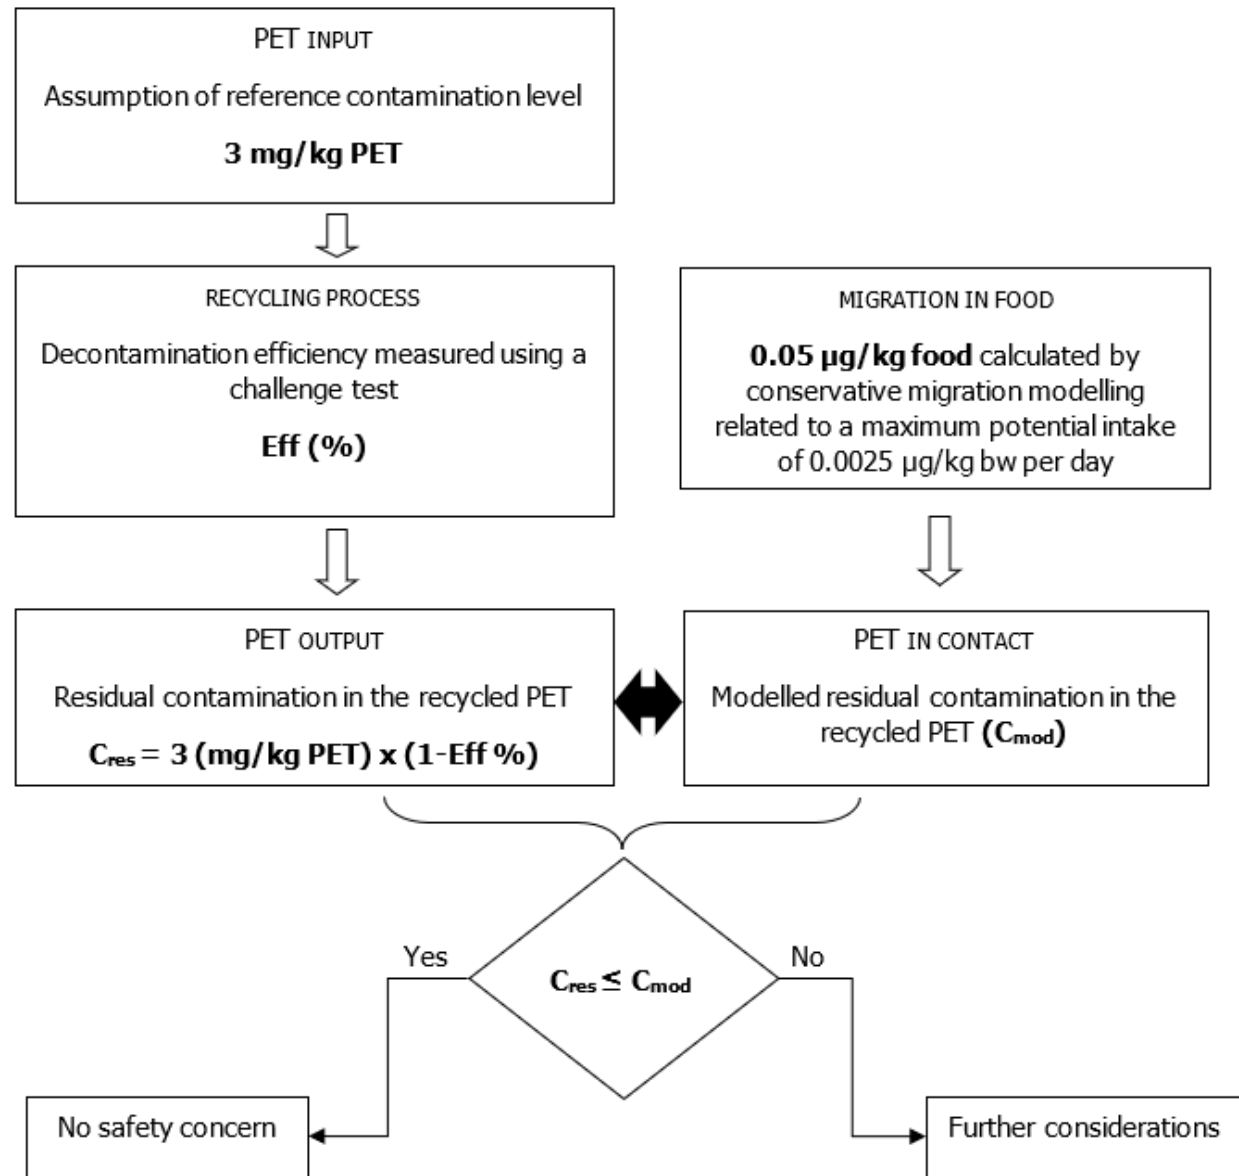 PET INPUT
Assumption of reference contamination level
3 mg/kg PET
RECYCLING PROCESS
Decontamination efficiency measured using a
challenge test
Eff (%)
MIGRATION IN FOOD
0.05 µg/kg food calculated by
conservative migration modelling
related to a maximum potential intake
of 0.0025 µg/kg bw per day
PET OUTPUT
Residual contamination in the recycled PET
Cres = 3 (mg/kg PET) x (1-Eff %)
PET IN CONTACT
Modelled residual contamination in the
recycled PET (Cmod)
Yes
Cres ≤ Cmod
No
No safety concern
Further considerations